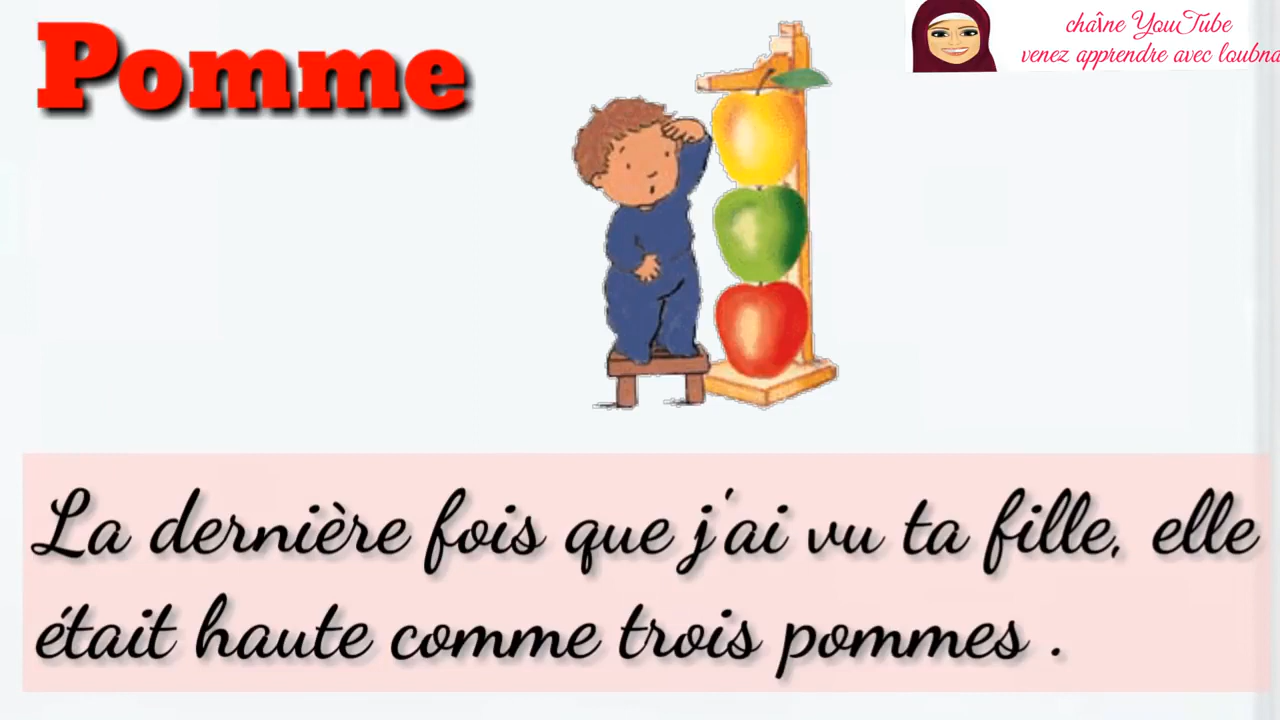 Pomme
chaîne YouTube
venez apprendre avec loubna
La dernière fois que j'ai vu ta fille, elle
était haute comme trois pommes .